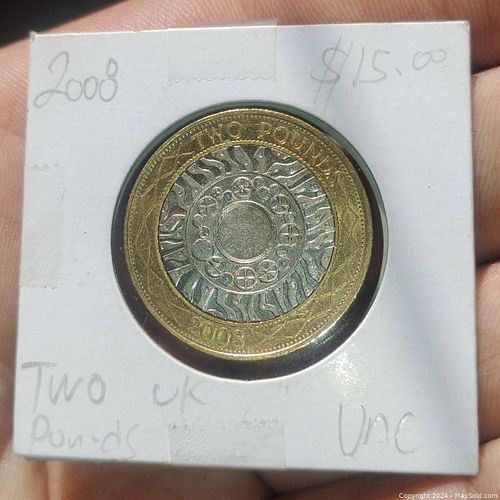 2008 $15.00
TWO POUNDS
2008
TWO UK
Pounds UnC
Copyright 2024 - MaxSold.com